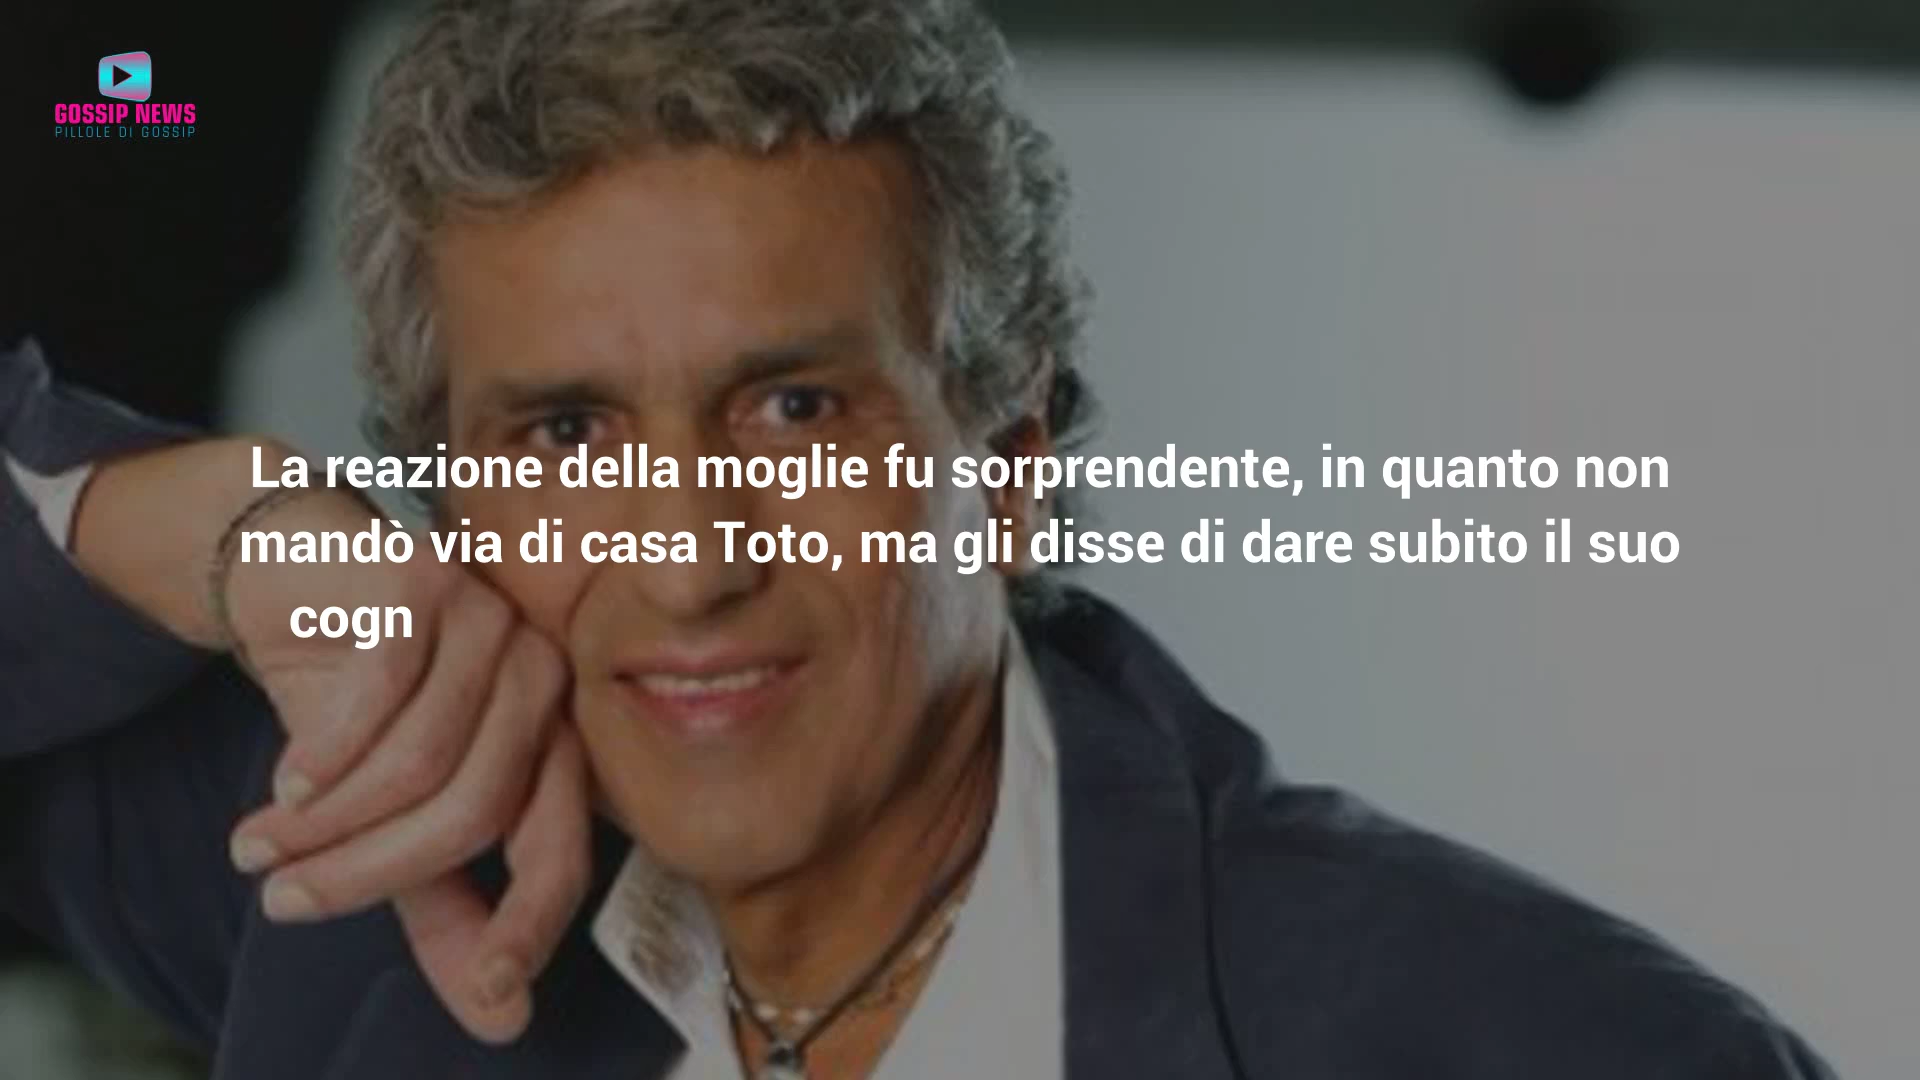 GOSSIP NEWS
PILLOLE DI GOSSIP
La reazione della moglie fu sorprendente, in quanto non
mandò via di casa Toto, ma gli disse di dare subito il suo
cogn